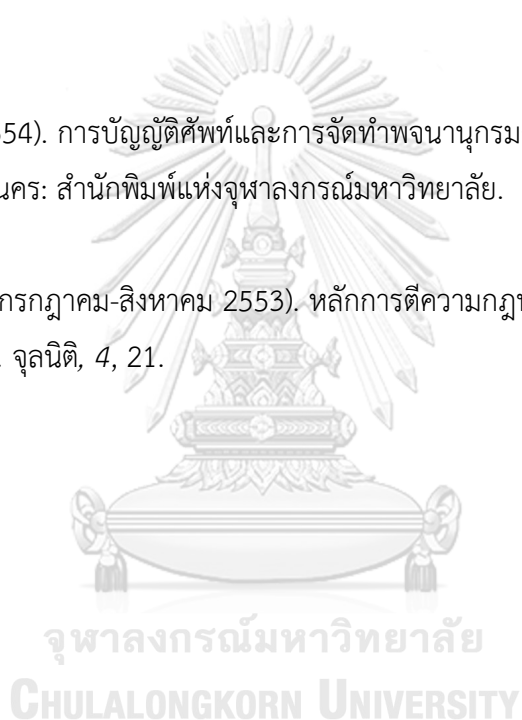 554). การบัญญัติศัพท์และการจัดทำพจนานุกรม
นคร: สำนักพิมพ์แห่งจุฬาลงกรณ์มหาวิทยาลัย.
กรกฎาคม-สิงหาคม 2553). หลักการตีความกฎห
. จุลนิติ, 4, 21.
จุฬาลงกรณ์มหาวิทยาลัย
CHULALONGKORN UNIVERSITY